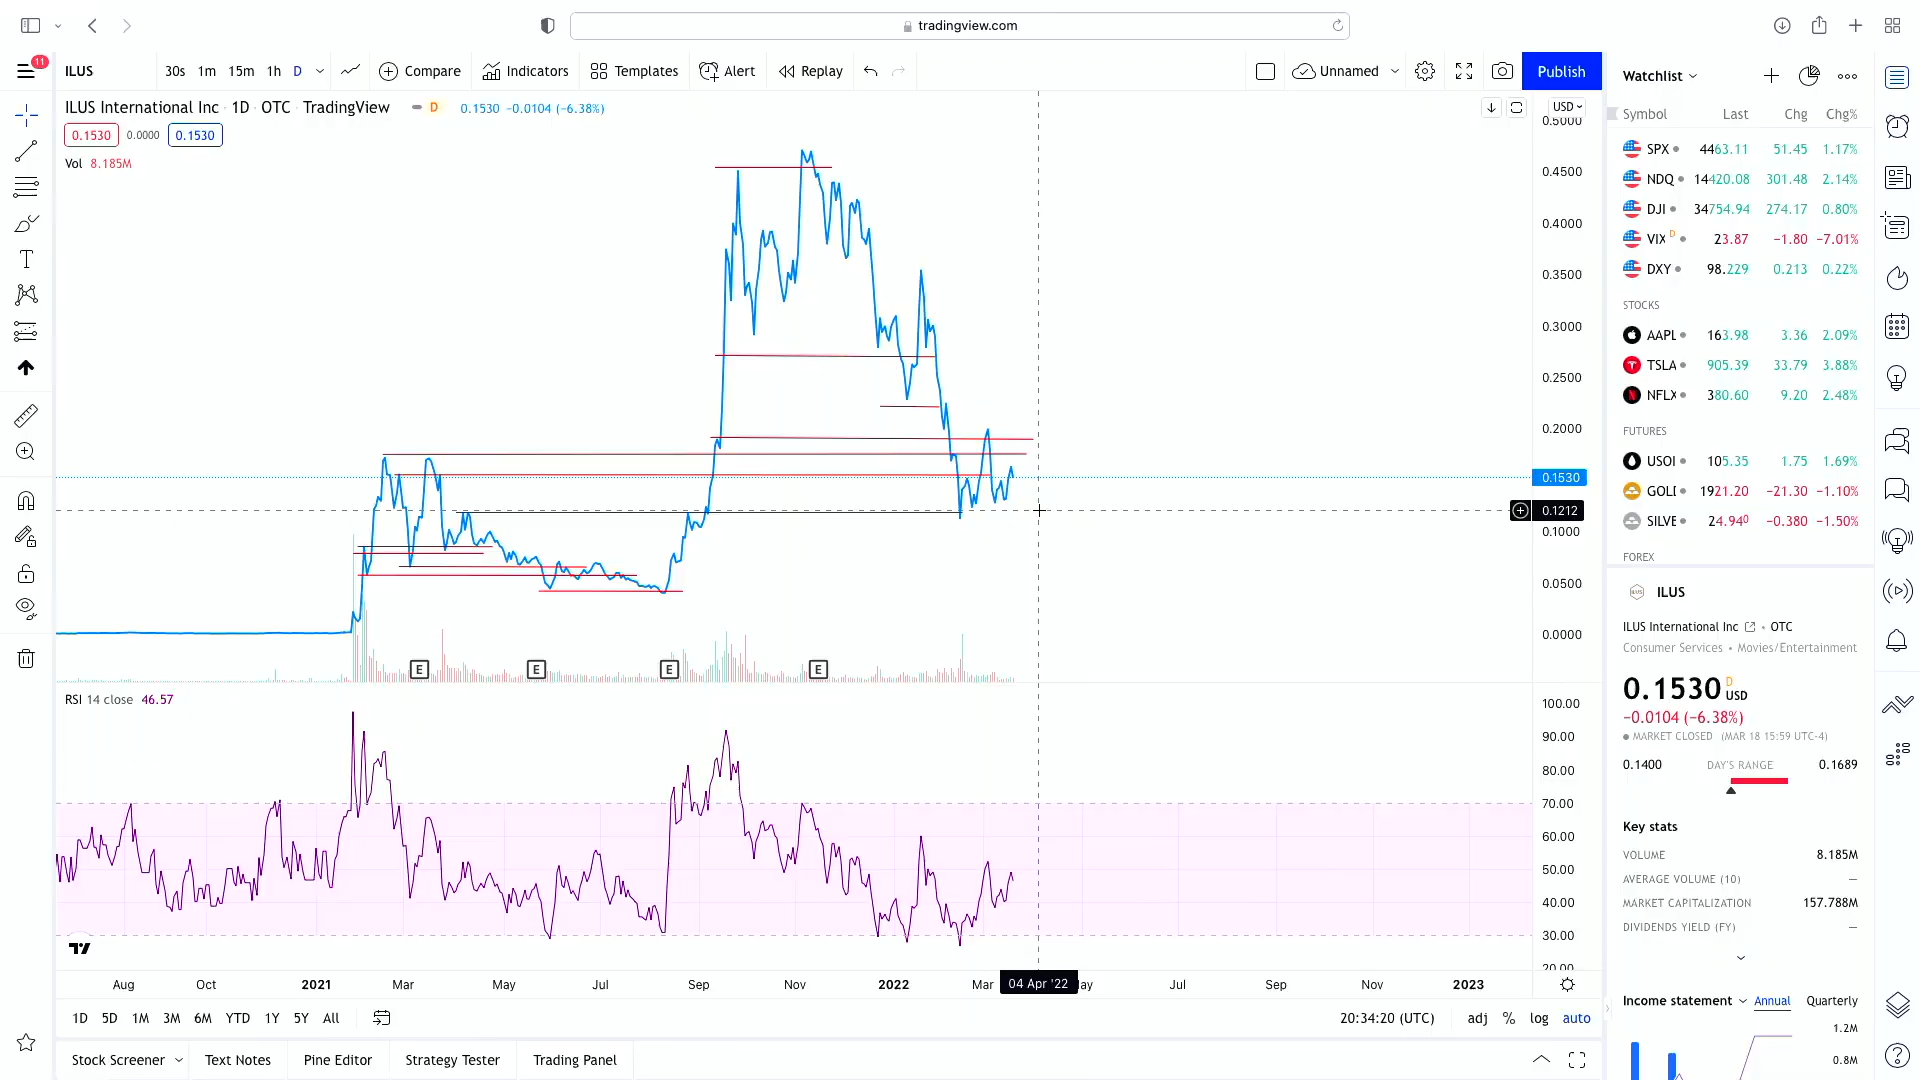 tradingview.com
11
ILUS
30s 1m 15m 1h D
Compare
Indicators
Templates
Alert
Replay
Unnamed
Publish
ILUS International Inc · 1D · OTC · TradingView
D
0.1530 −0.0104 (−6.38%)
0.1530 0.0000 0.1530
Vol 8.185M
USD
0.5000
0.4500
0.4000
0.3500
0.3000
0.2500
0.2000
0.1530
0.1212
0.1000
0.0500
0.0000
E E E E
RSI 14 close 46.57
100.00
90.00
80.00
70.00
60.00
50.00
40.00
30.00
20.00
Aug Oct 2021 Mar May Jul Sep Nov 2022 Mar 04 Apr '22 Jul Sep Nov 2023
1D 5D 1M 3M 6M YTD 1Y 5Y All
20:34:20 (UTC) adj % log auto
Stock Screener Text Notes Pine Editor Strategy Tester Trading Panel
Watchlist
Symbol Last Chg Chg%
SPX 4463.11 51.45 1.17%
NDQ 14420.08 301.48 2.14%
DJI 34754.94 274.17 0.80%
VIX D 23.87 −1.80 −7.01%
DXY 98.229 0.213 0.22%
STOCKS
AAPL 163.98 3.36 2.09%
TSLA 905.39 33.79 3.88%
NFLX 380.60 9.20 2.48%
FUTURES
USOI 105.35 1.75 1.69%
GOLD 1921.20 −21.30 −1.10%
SILVE 24.940 −0.380 −1.50%
FOREX
ILUS
ILUS International Inc • OTC
Consumer Services • Movies/Entertainment
0.1530 D USD
−0.0104 (−6.38%)
MARKET CLOSED (MAR 18 15:59 UTC-4)
0.1400 DAY'S RANGE 0.1689
Key stats
VOLUME 8.185M
AVERAGE VOLUME (10) —
MARKET CAPITALIZATION 157.788M
DIVIDENDS YIELD (FY) —
Income statement Annual Quarterly
1.2M
0.8M